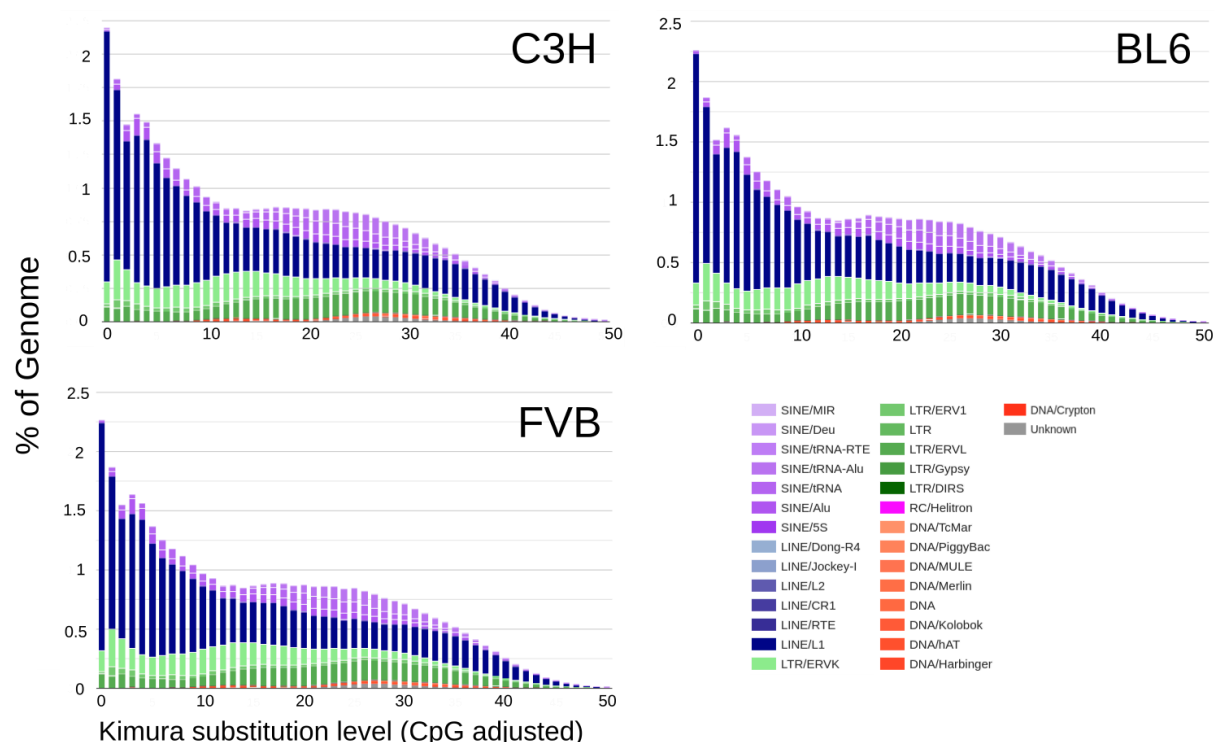 C3H
2
1.5
1
0.5
0
0 10 20 30 40 50
BL6
2.5
2
1.5
1
0.5
0
0 10 20 30 40 50
% of Genome
FVB
2.5
2
1.5
1
0.5
0
0 10 20 30 40 50
Kimura substitution level (CpG adjusted)
SINE/MIR
SINE/Deu
SINE/tRNA-RTE
SINE/tRNA-Alu
SINE/tRNA
SINE/Alu
SINE/5S
LINE/Dong-R4
LINE/Jockey-I
LINE/L2
LINE/CR1
LINE/RTE
LINE/L1
LTR/ERVK
LTR/ERV1
LTR
LTR/ERVL
LTR/Gypsy
LTR/DIRS
RC/Helitron
DNA/TcMar
DNA/PiggyBac
DNA/MULE
DNA/Merlin
DNA
DNA/Kolobok
DNA/hAT
DNA/Harbinger
DNA/Crypton
Unknown